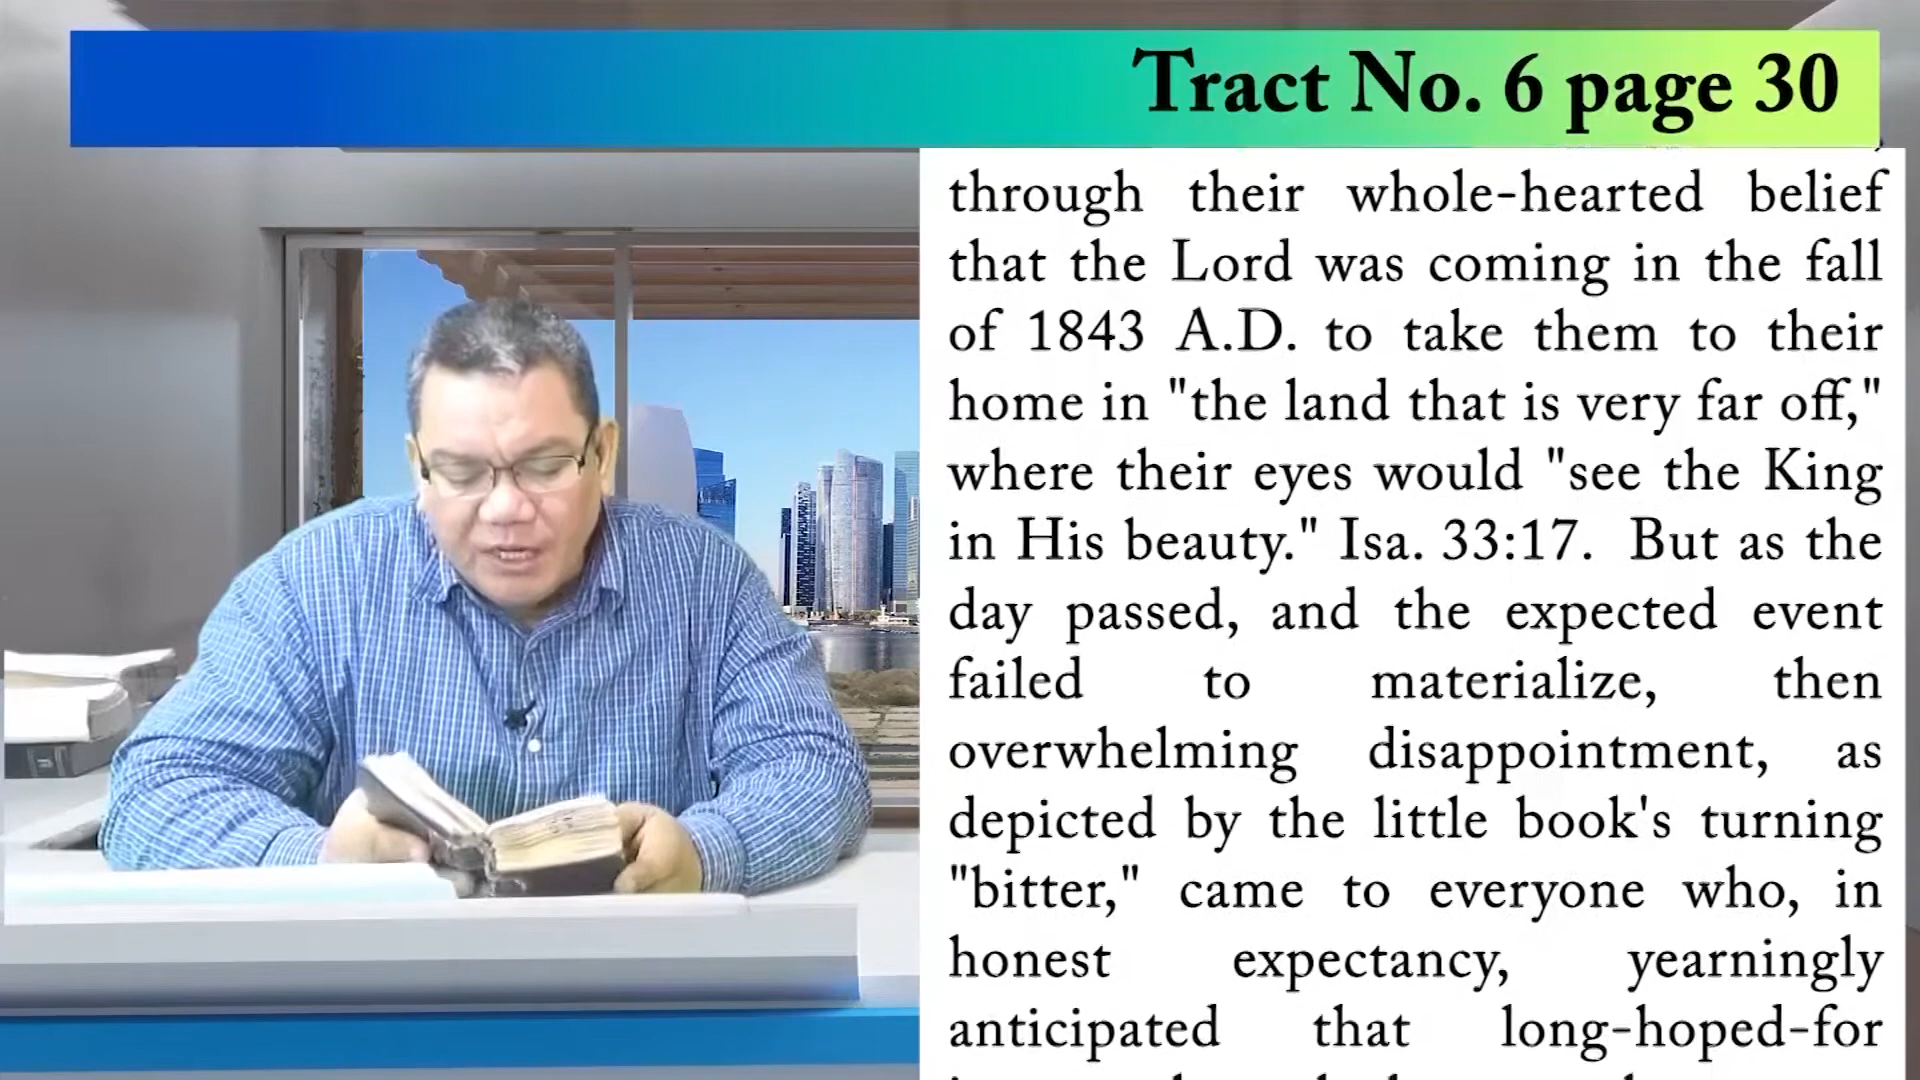 Tract No. 6 page 30
through their whole-hearted belief
that the Lord was coming in the fall
of 1843 A.D. to take them to their
home in "the land that is very far off,"
where their eyes would "see the King
in His beauty." Isa. 33:17. But as the
day passed, and the expected event
failed to materialize, then
overwhelming disappointment, as
depicted by the little book's turning
"bitter," came to everyone who, in
honest expectancy, yearningly
anticipated that long-hoped-for